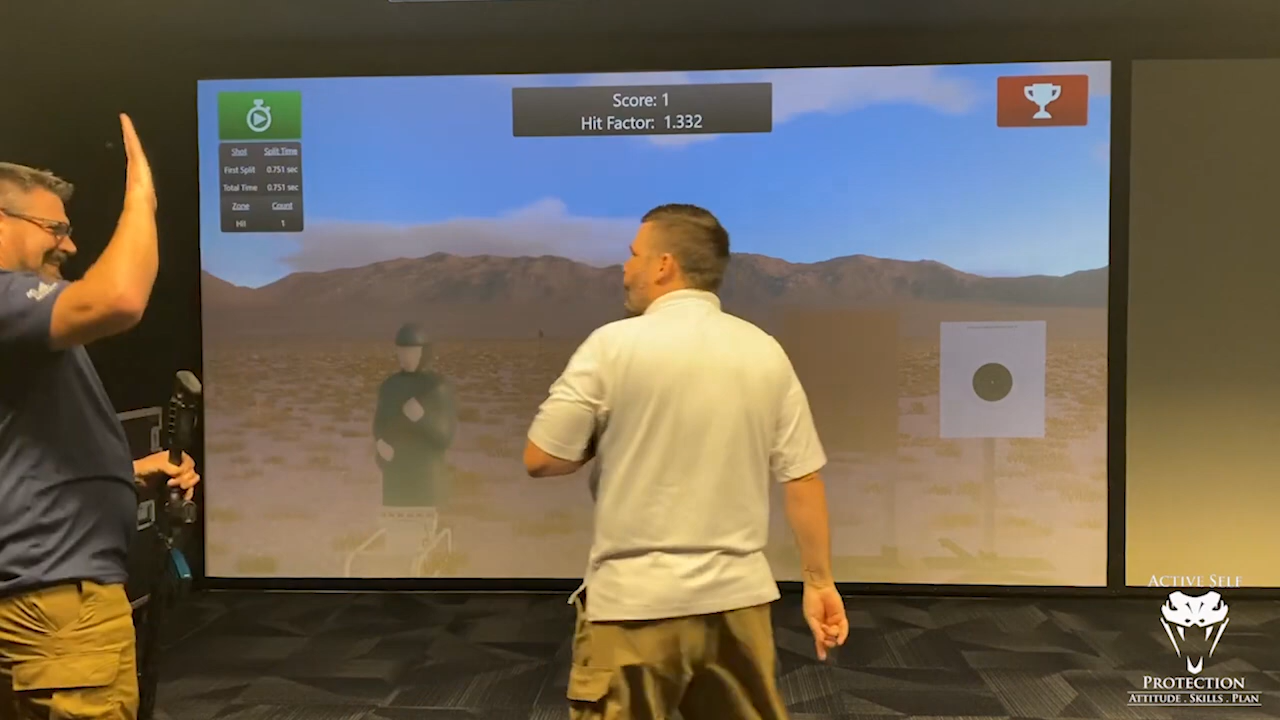 Score: 1
Hit Factor: 1.332
Shot Split Time
First Split 0.751 sec
Total Time 0.751 sec
Zone Count
Hit 1
ACTIVE SELF
PROTECTION
ATTITUDE . SKILLS . PLAN